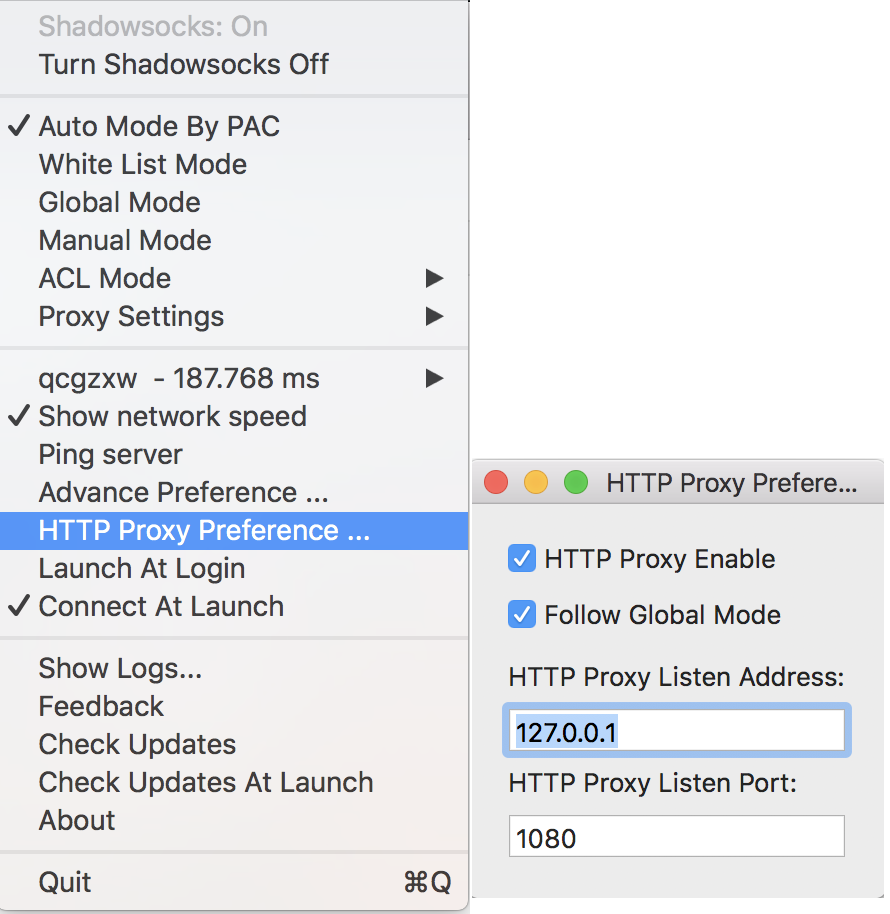 Shadowsocks: On
Turn Shadowsocks Off
Auto Mode By PAC
White List Mode
Global Mode
Manual Mode
ACL Mode
Proxy Settings
qcgzxw - 187.768 ms
Show network speed
Ping server
Advance Preference ...
HTTP Proxy Preference ...
Launch At Login
Connect At Launch
Show Logs...
Feedback
Check Updates
Check Updates At Launch
About
Quit ⌘Q
HTTP Proxy Prefere...
HTTP Proxy Enable
Follow Global Mode
HTTP Proxy Listen Address:
127.0.0.1
HTTP Proxy Listen Port:
1080